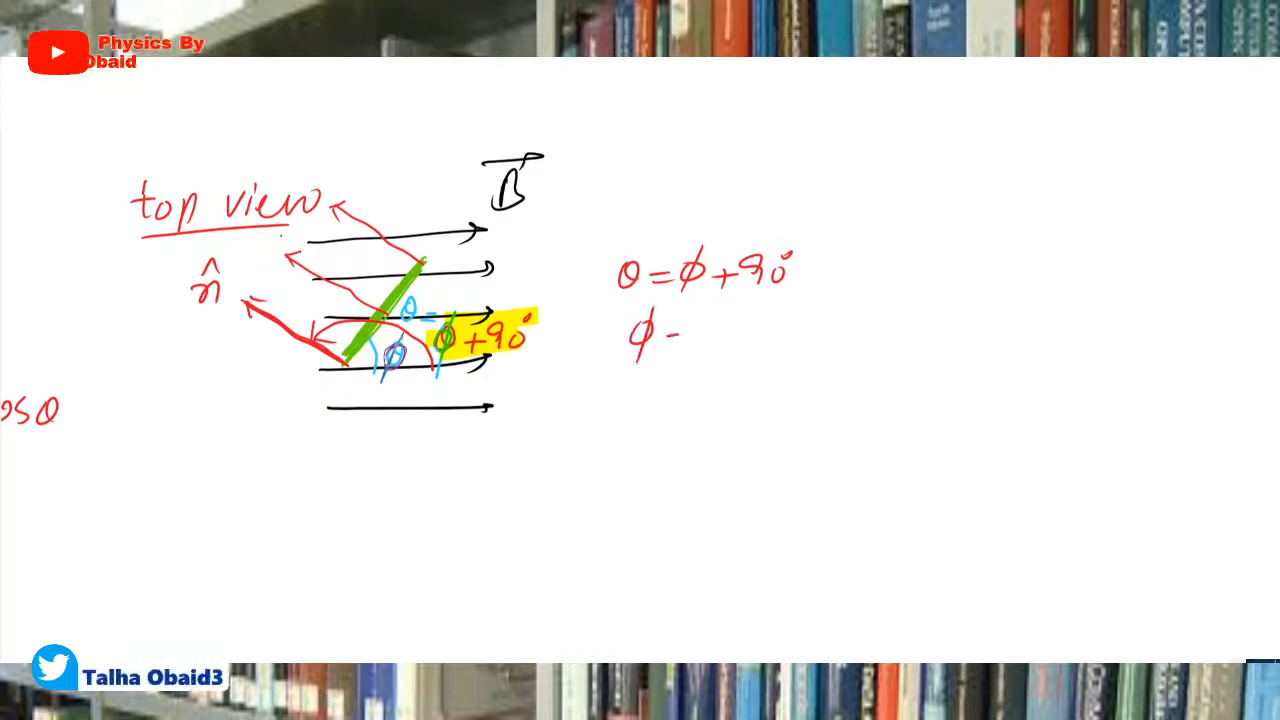 Physics By
Obaid
B
top view
n̂
θ = ϕ + 90°
θ = ϕ + 90°
ϕ
ϕ -
osθ
Talha Obaid3